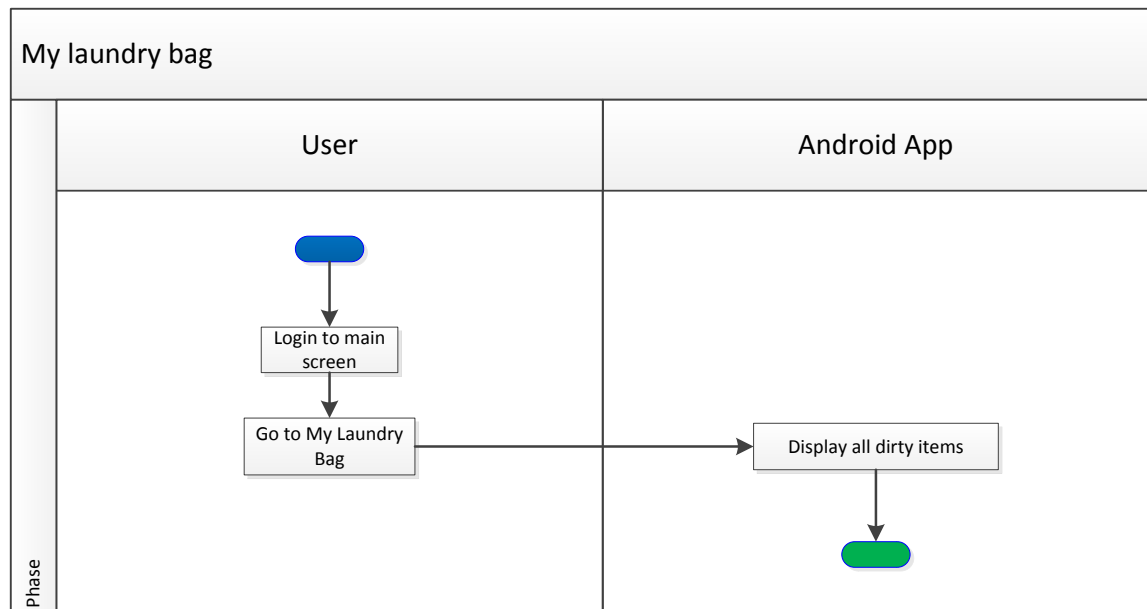 My laundry bag
User
Android App
Login to main
screen
Go to My Laundry
Bag
Display all dirty items
Phase